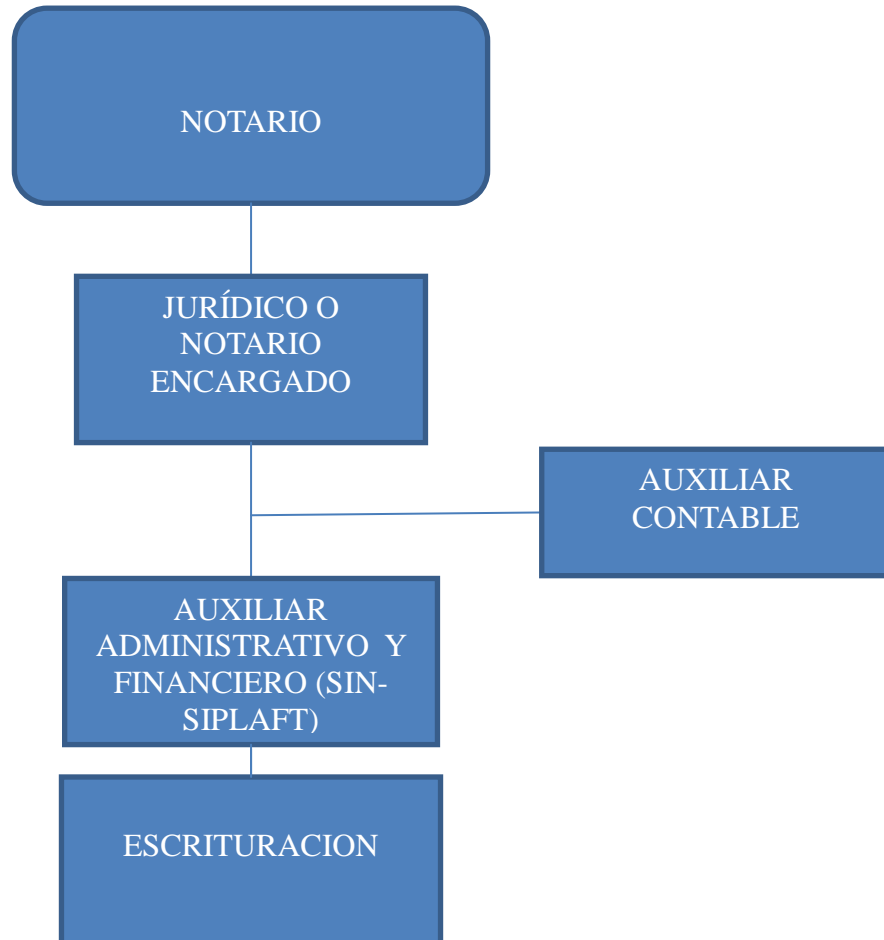 NOTARIO
JURÍDICO O
NOTARIO
ENCARGADO
AUXILIAR
CONTABLE
AUXILIAR
ADMINISTRATIVO  Y
FINANCIERO (SIN-
SIPLAFT)
ESCRITURACION